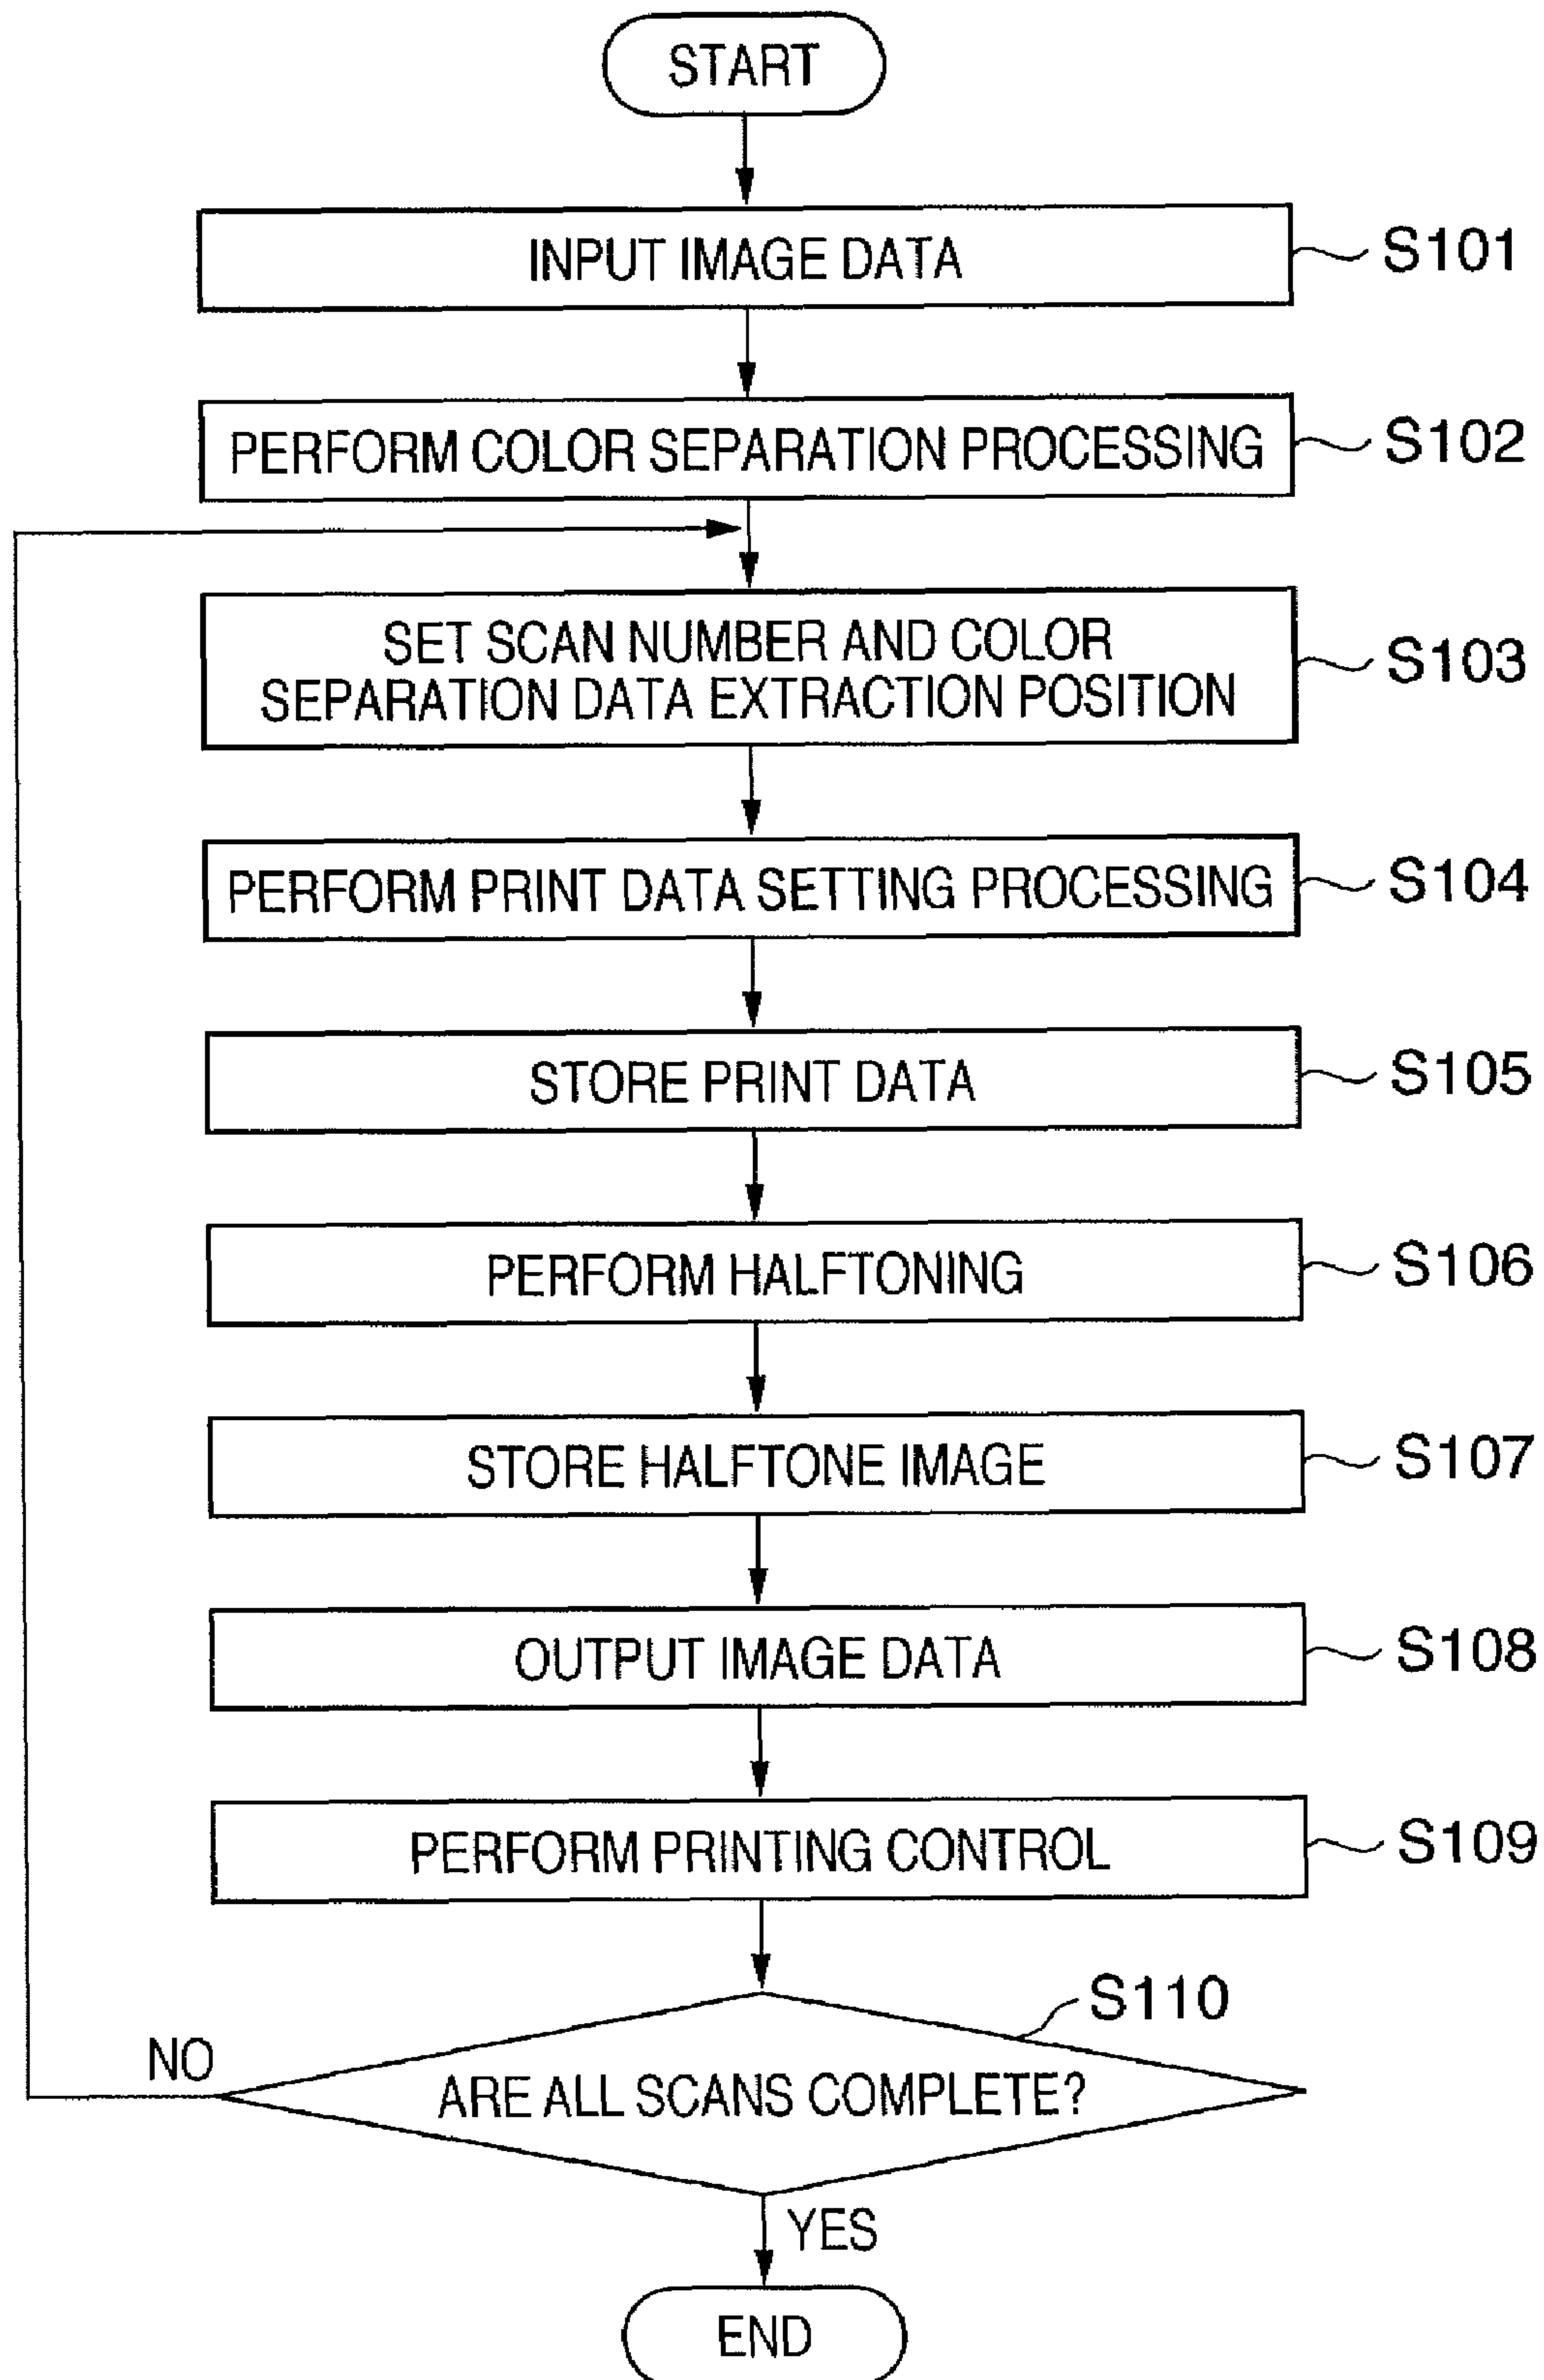 START
INPUT IMAGE DATA
S101
PERFORM COLOR SEPARATION PROCESSING
S102
SET SCAN NUMBER AND COLOR
SEPARATION DATA EXTRACTION POSITION
S103
PERFORM PRINT DATA SETTING PROCESSING
S104
STORE PRINT DATA
S105
PERFORM HALFTONING
S106
STORE HALFTONE IMAGE
S107
OUTPUT IMAGE DATA
S108
PERFORM PRINTING CONTROL
S109
S110
NO
ARE ALL SCANS COMPLETE?
YES
END